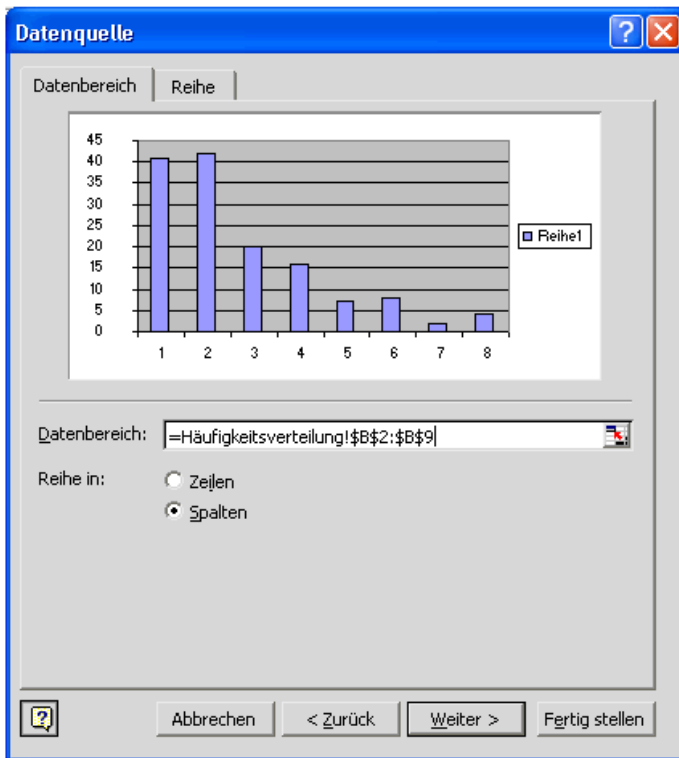 Datenquelle
Datenbereich Reihe
45
40
35
30
25
20
15
10
5
0
1 2 3 4 5 6 7 8
Reihe1
Datenbereich: =Häufigkeitsverteilung!$B$2:$B$9
Reihe in: Zeilen
Spalten
Abbrechen < Zurück Weiter > Fertig stellen